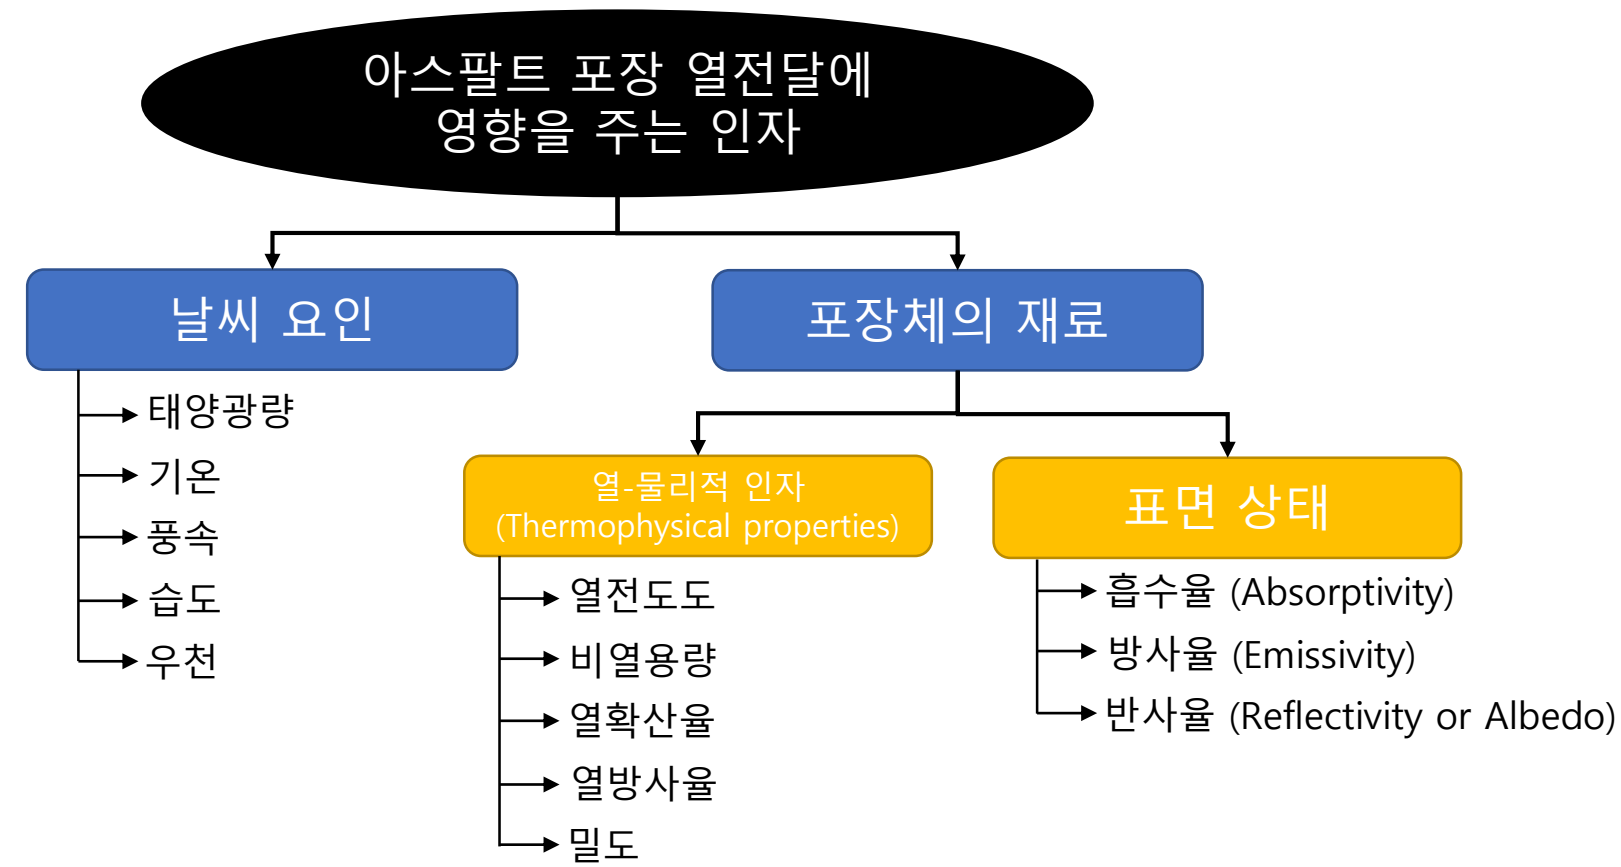 아스팔트 포장 열전달에
영향을 주는 인자
날씨 요인
포장체의 재료
태양광량
기온
풍속
습도
우천
열-물리적 인자
(Thermophysical properties)
표면 상태
열전도도
비열용량
열확산율
열방사율
밀도
흡수율 (Absorptivity)
방사율 (Emissivity)
반사율 (Reflectivity or Albedo)